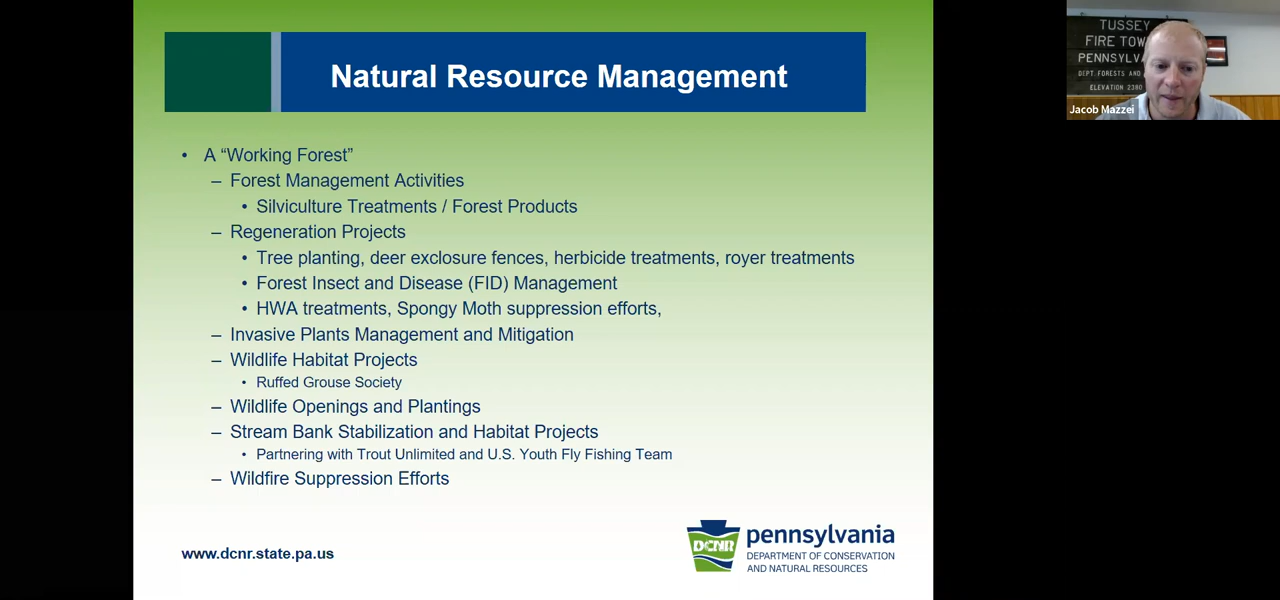 Natural Resource Management
• A “Working Forest”
– Forest Management Activities
• Silviculture Treatments / Forest Products
– Regeneration Projects
• Tree planting, deer exclosure fences, herbicide treatments, royer treatments
• Forest Insect and Disease (FID) Management
• HWA treatments, Spongy Moth suppression efforts,
– Invasive Plants Management and Mitigation
– Wildlife Habitat Projects
• Ruffed Grouse Society
– Wildlife Openings and Plantings
– Stream Bank Stabilization and Habitat Projects
• Partnering with Trout Unlimited and U.S. Youth Fly Fishing Team
– Wildfire Suppression Efforts
www.dcnr.state.pa.us
DCNR
pennsylvania
DEPARTMENT OF CONSERVATION
AND NATURAL RESOURCES
TUSSEY
FIRE TOW
PENNSYLVA
DEPT FORESTS AND
ELEVATION 2380
Jacob Mazzei